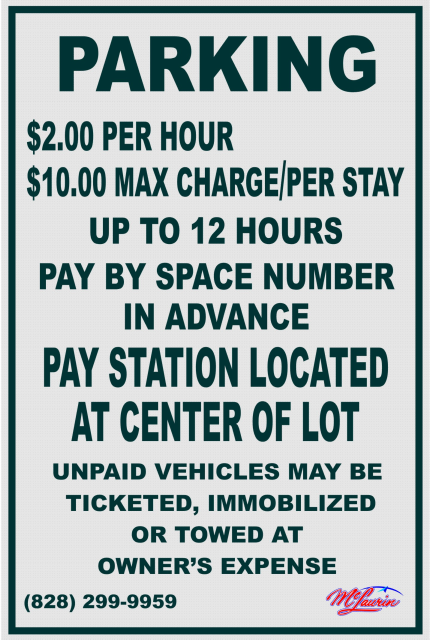 PARKING
$2.00 PER HOUR
$10.00 MAX CHARGE/PER STAY
UP TO 12 HOURS
PAY BY SPACE NUMBER
IN ADVANCE
PAY STATION LOCATED
AT CENTER OF LOT
UNPAID VEHICLES MAY BE
TICKETED, IMMOBILIZED
OR TOWED AT
OWNER'S EXPENSE
(828) 299-9959
McLaurin